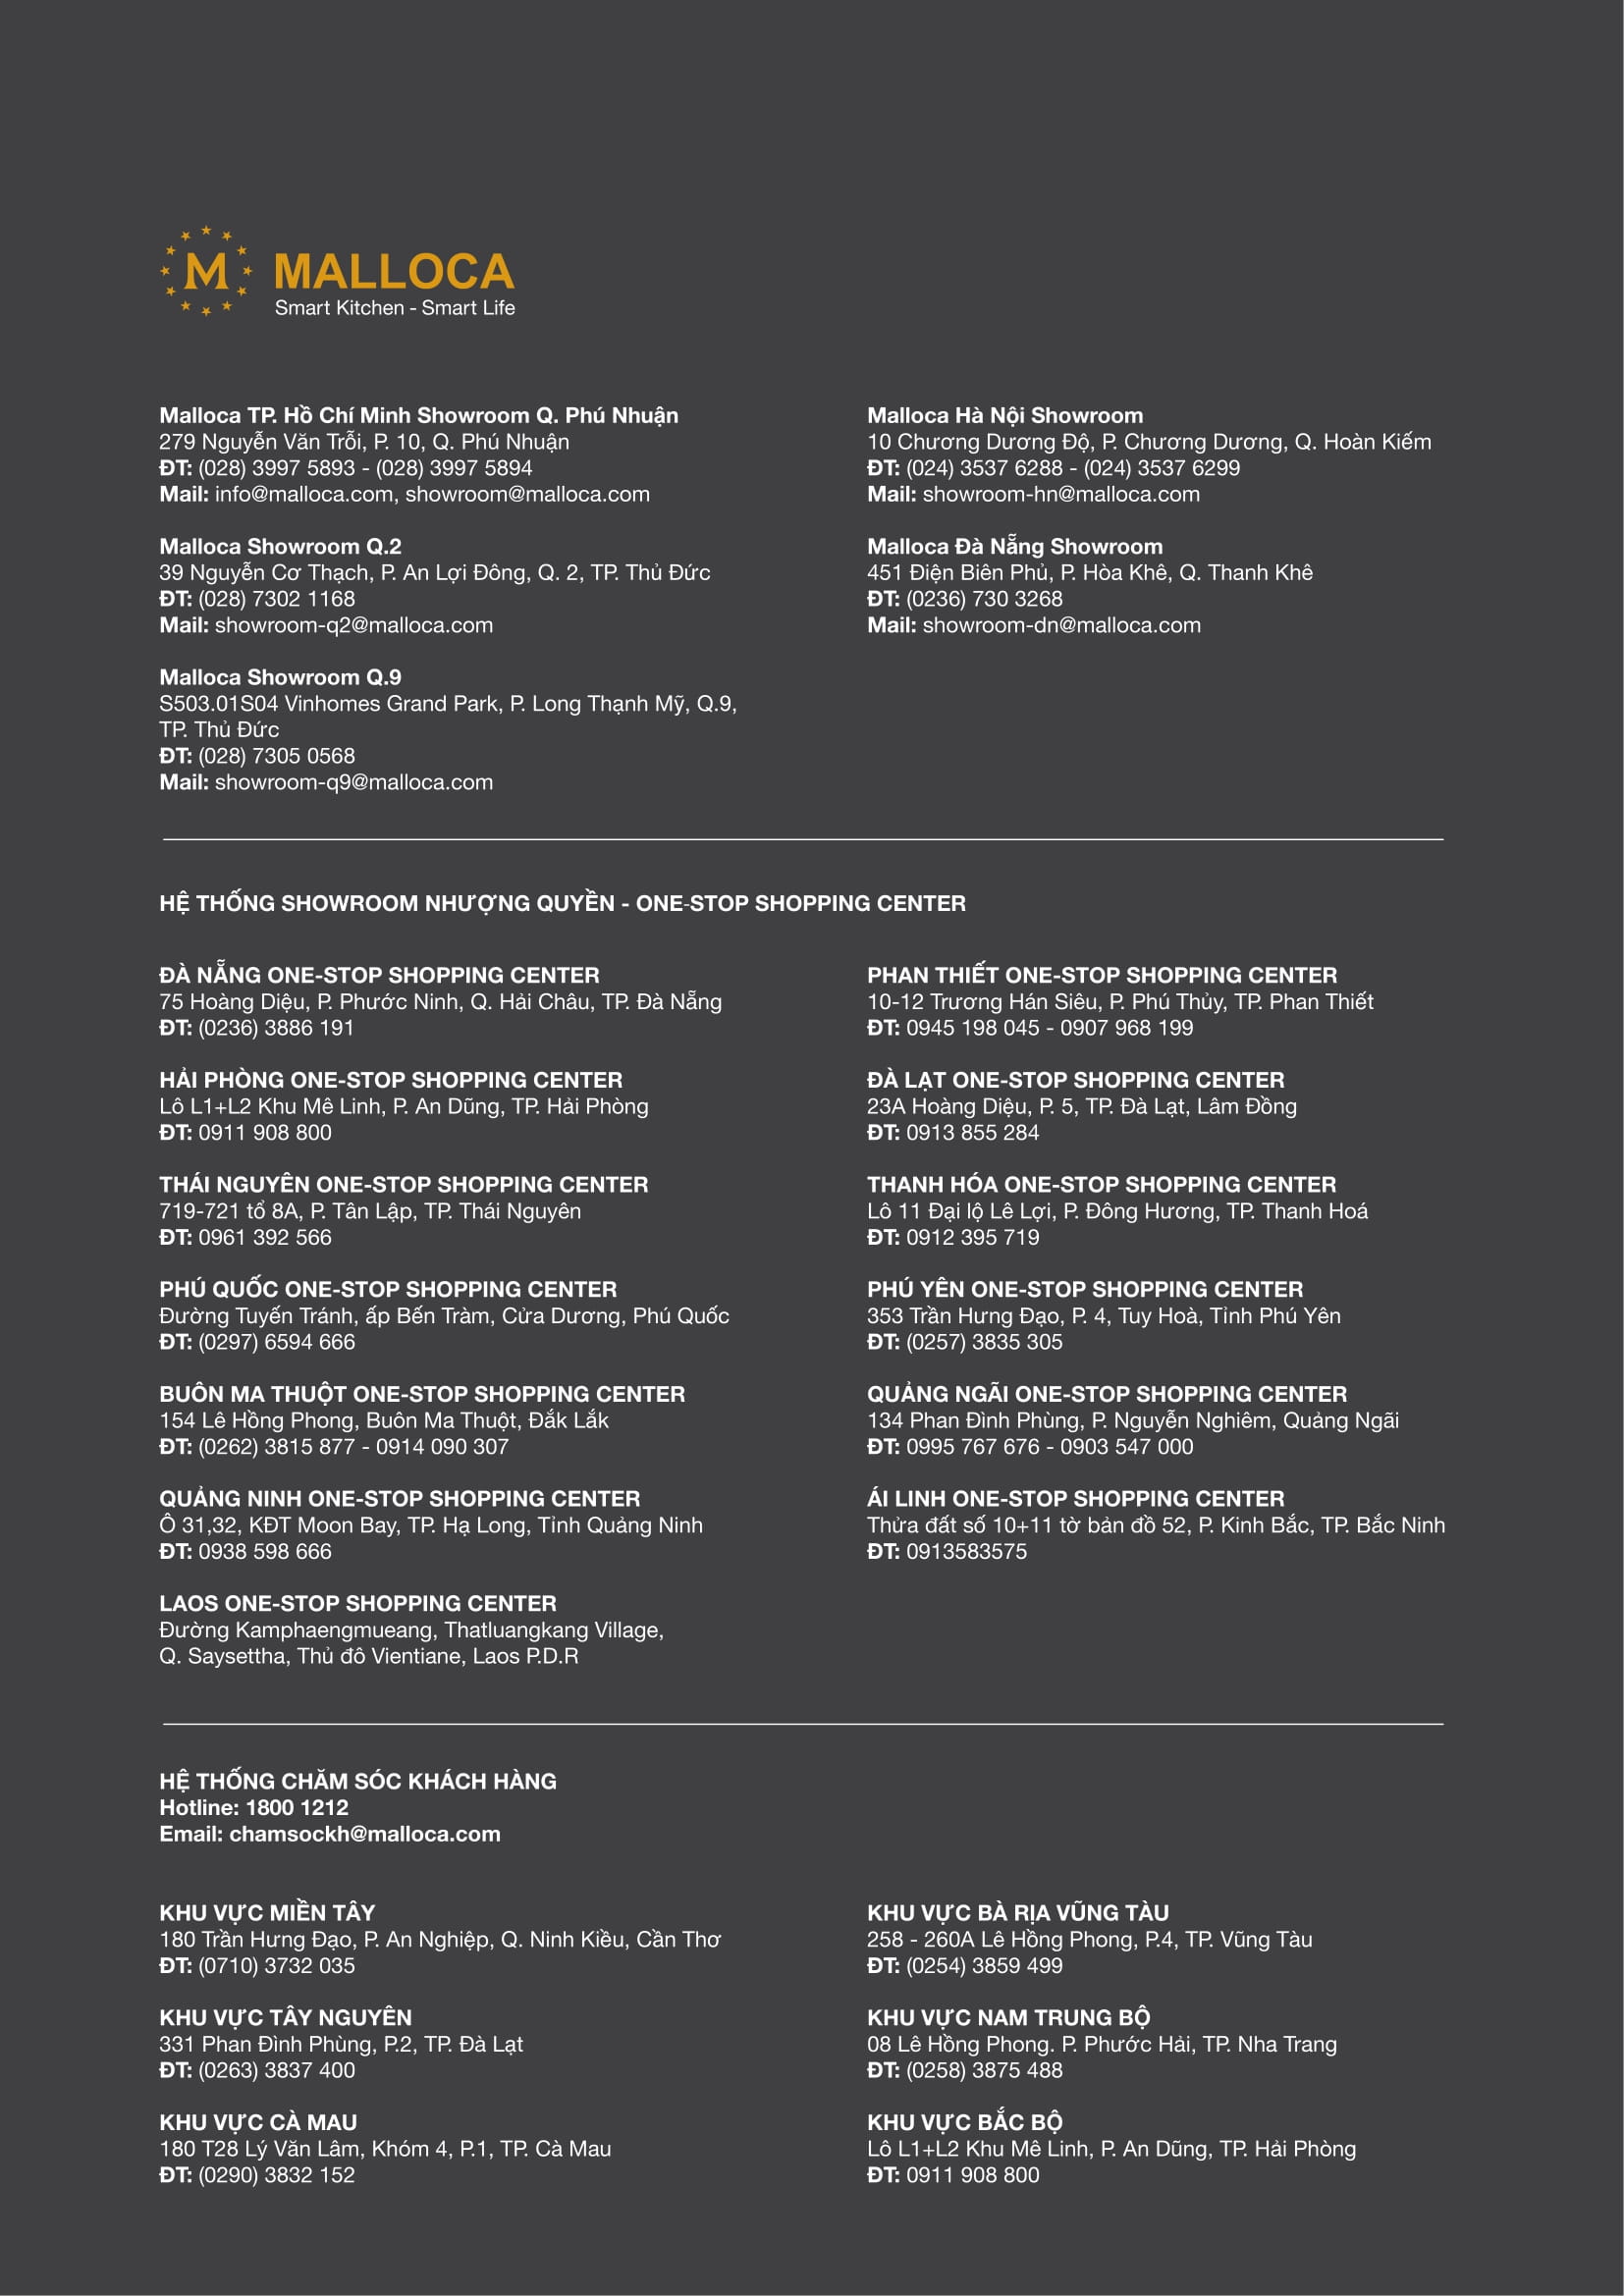 M
MALLOCA
Smart Kitchen - Smart Life
Malloca TP. Hồ Chí Minh Showroom Q. Phú Nhuận
279 Nguyễn Văn Trỗi, P. 10, Q. Phú Nhuận
ĐT: (028) 3997 5893 - (028) 3997 5894
Mail: info@malloca.com, showroom@malloca.com
Malloca Showroom Q.2
39 Nguyễn Cơ Thạch, P. An Lợi Đông, Q. 2, TP. Thủ Đức
ĐT: (028) 7302 1168
Mail: showroom-q2@malloca.com
Malloca Showroom Q.9
S503.01S04 Vinhomes Grand Park, P. Long Thạnh Mỹ, Q.9,
TP. Thủ Đức
ĐT: (028) 7305 0568
Mail: showroom-q9@malloca.com
Malloca Hà Nội Showroom
10 Chương Dương Độ, P. Chương Dương, Q. Hoàn Kiếm
ĐT: (024) 3537 6288 - (024) 3537 6299
Mail: showroom-hn@malloca.com
Malloca Đà Nẵng Showroom
451 Điện Biên Phủ, P. Hòa Khê, Q. Thanh Khê
ĐT: (0236) 730 3268
Mail: showroom-dn@malloca.com
HỆ THỐNG SHOWROOM NHƯỢNG QUYỀN - ONE-STOP SHOPPING CENTER
ĐÀ NẴNG ONE-STOP SHOPPING CENTER
75 Hoàng Diệu, P. Phước Ninh, Q. Hải Châu, TP. Đà Nẵng
ĐT: (0236) 3886 191
HẢI PHÒNG ONE-STOP SHOPPING CENTER
Lô L1+L2 Khu Mê Linh, P. An Dũng, TP. Hải Phòng
ĐT: 0911 908 800
THÁI NGUYÊN ONE-STOP SHOPPING CENTER
719-721 tổ 8A, P. Tân Lập, TP. Thái Nguyên
ĐT: 0961 392 566
PHÚ QUỐC ONE-STOP SHOPPING CENTER
Đường Tuyến Tránh, ấp Bến Tràm, Cửa Dương, Phú Quốc
ĐT: (0297) 6594 666
BUÔN MA THUỘT ONE-STOP SHOPPING CENTER
154 Lê Hồng Phong, Buôn Ma Thuột, Đắk Lắk
ĐT: (0262) 3815 877 - 0914 090 307
QUẢNG NINH ONE-STOP SHOPPING CENTER
Ô 31,32, KĐT Moon Bay, TP. Hạ Long, Tỉnh Quảng Ninh
ĐT: 0938 598 666
LAOS ONE-STOP SHOPPING CENTER
Đường Kamphaengmueang, Thatluangkang Village,
Q. Saysettha, Thủ đô Vientiane, Laos P.D.R
PHAN THIẾT ONE-STOP SHOPPING CENTER
10-12 Trương Hán Siêu, P. Phú Thủy, TP. Phan Thiết
ĐT: 0945 198 045 - 0907 968 199
ĐÀ LẠT ONE-STOP SHOPPING CENTER
23A Hoàng Diệu, P. 5, TP. Đà Lạt, Lâm Đồng
ĐT: 0913 855 284
THANH HÓA ONE-STOP SHOPPING CENTER
Lô 11 Đại lộ Lê Lợi, P. Đông Hương, TP. Thanh Hoá
ĐT: 0912 395 719
PHÚ YÊN ONE-STOP SHOPPING CENTER
353 Trần Hưng Đạo, P. 4, Tuy Hoà, Tỉnh Phú Yên
ĐT: (0257) 3835 305
QUẢNG NGÃI ONE-STOP SHOPPING CENTER
134 Phan Đình Phùng, P. Nguyễn Nghiêm, Quảng Ngãi
ĐT: 0995 767 676 - 0903 547 000
ÁI LINH ONE-STOP SHOPPING CENTER
Thửa đất số 10+11 tờ bản đồ 52, P. Kinh Bắc, TP. Bắc Ninh
ĐT: 0913583575
HỆ THỐNG CHĂM SÓC KHÁCH HÀNG
Hotline: 1800 1212
Email: chamsockh@malloca.com
KHU VỰC MIỀN TÂY
180 Trần Hưng Đạo, P. An Nghiệp, Q. Ninh Kiều, Cần Thơ
ĐT: (0710) 3732 035
KHU VỰC TÂY NGUYÊN
331 Phan Đình Phùng, P.2, TP. Đà Lạt
ĐT: (0263) 3837 400
KHU VỰC CÀ MAU
180 T28 Lý Văn Lâm, Khóm 4, P.1, TP. Cà Mau
ĐT: (0290) 3832 152
KHU VỰC BÀ RỊA VŨNG TÀU
258 - 260A Lê Hồng Phong, P.4, TP. Vũng Tàu
ĐT: (0254) 3859 499
KHU VỰC NAM TRUNG BỘ
08 Lê Hồng Phong. P. Phước Hải, TP. Nha Trang
ĐT: (0258) 3875 488
KHU VỰC BẮC BỘ
Lô L1+L2 Khu Mê Linh, P. An Dũng, TP. Hải Phòng
ĐT: 0911 908 800